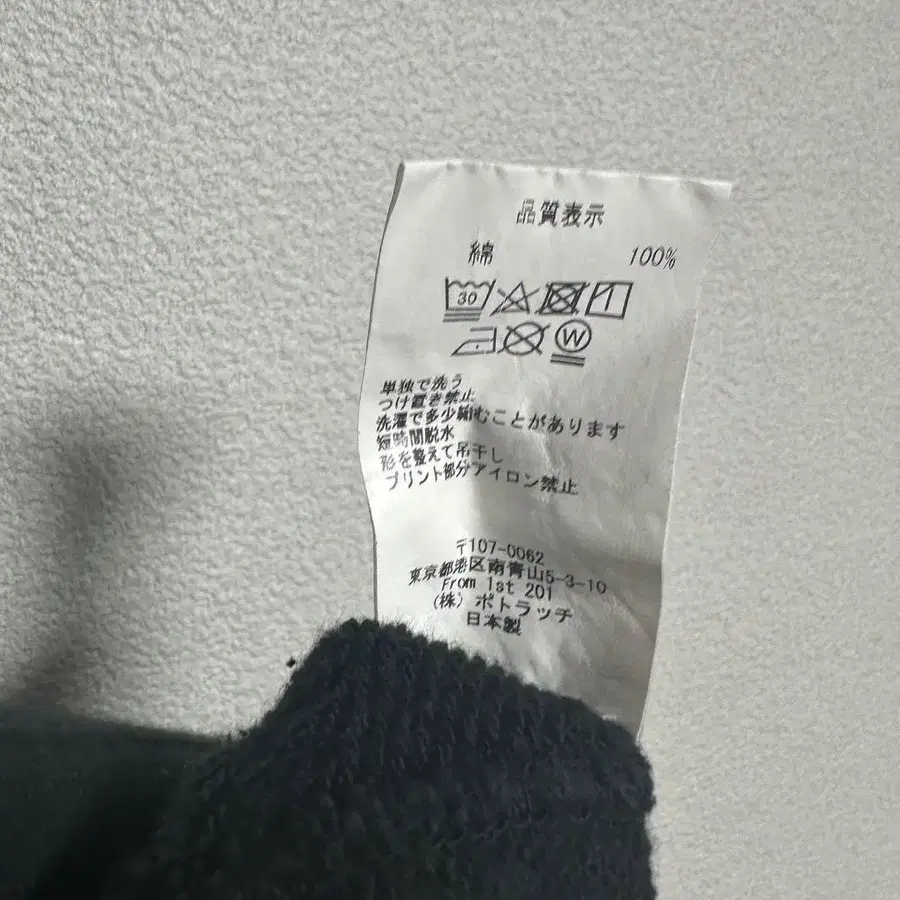 品質表示
綿 100%
30
W
単独で洗う
つけ置き禁止
洗濯で多少縮むことがあります
短時間脱水
形を整えて吊干し
プリント部分アイロン禁止
〒107-0062
東京都港区南青山5-3-10
From 1st 201
(株) ポトラッチ
日本製